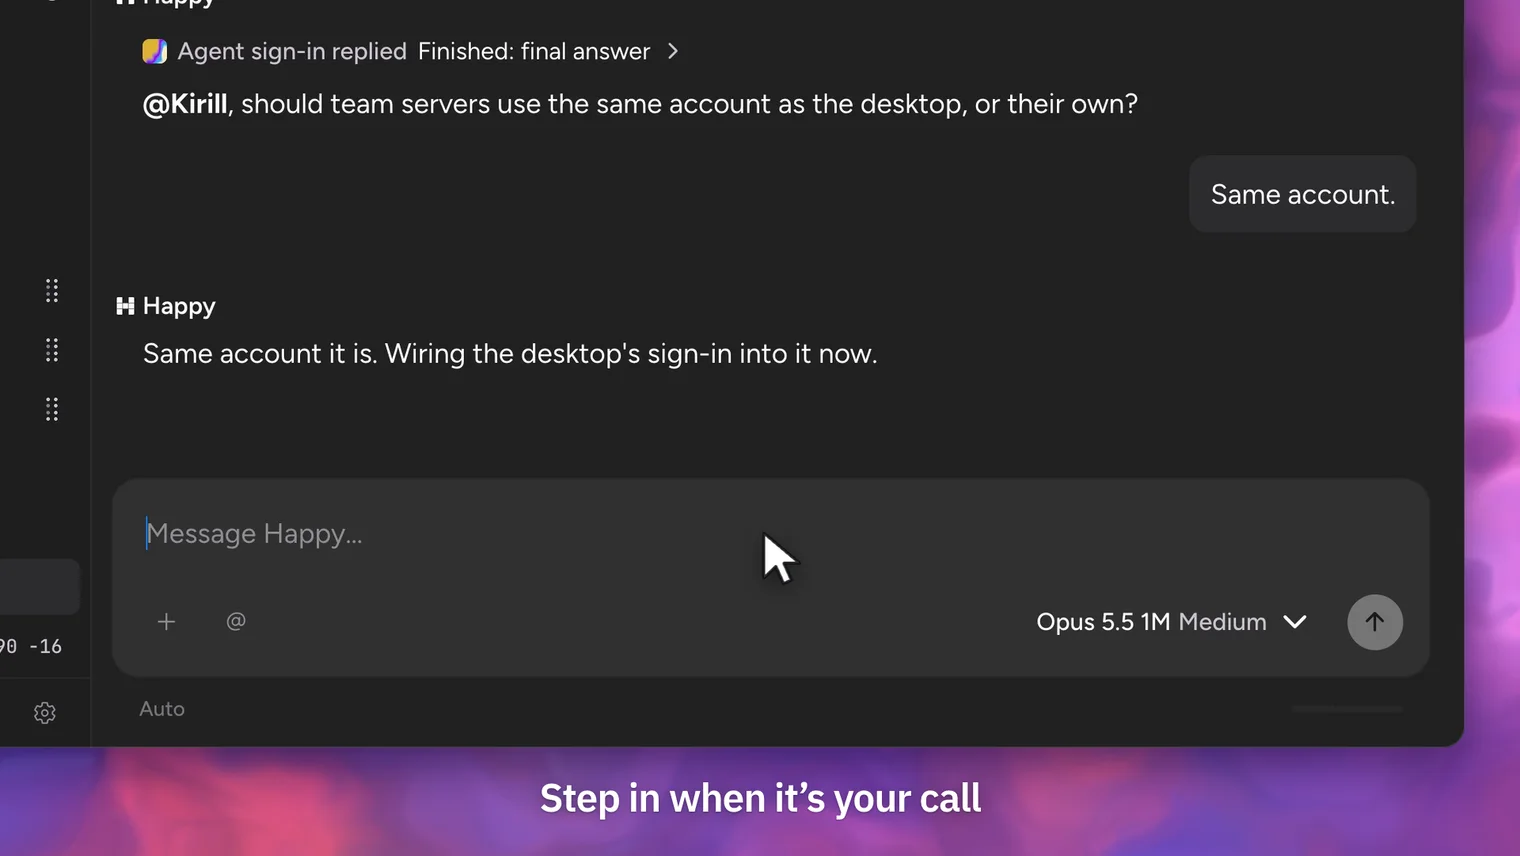 Happy
Agent sign-in replied Finished: final answer
@Kirill, should team servers use the same account as the desktop, or their own?
Same account.
Happy
Same account it is. Wiring the desktop's sign-in into it now.
Message Happy...
@
Opus 5.5 1M Medium
90 -16
Auto
Step in when it’s your call